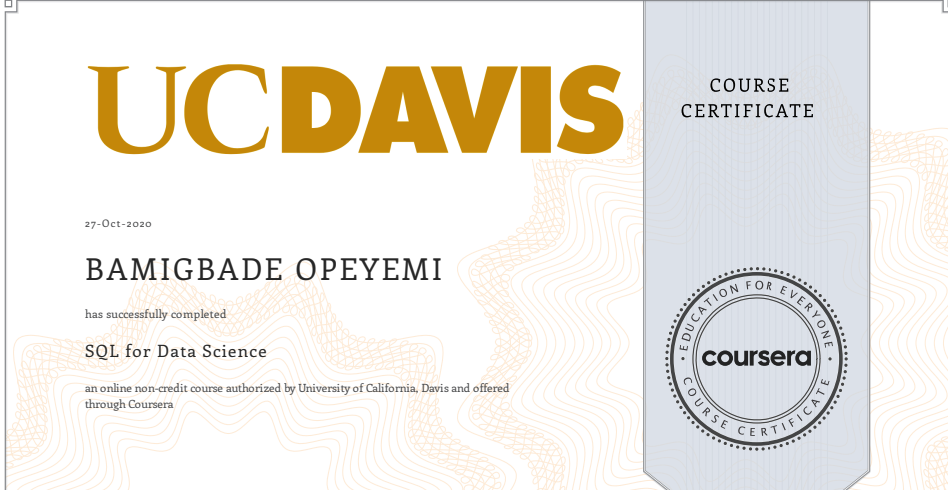 UCDAVIS
COURSE
CERTIFICATE
27-Oct-2020
BAMIGBADE OPEYEMI
has successfully completed
SQL for Data Science
an online non-credit course authorized by University of California, Davis and offered
through Coursera
EDUCATION FOR EVERYONE
coursera
COURSE CERTIFICATE